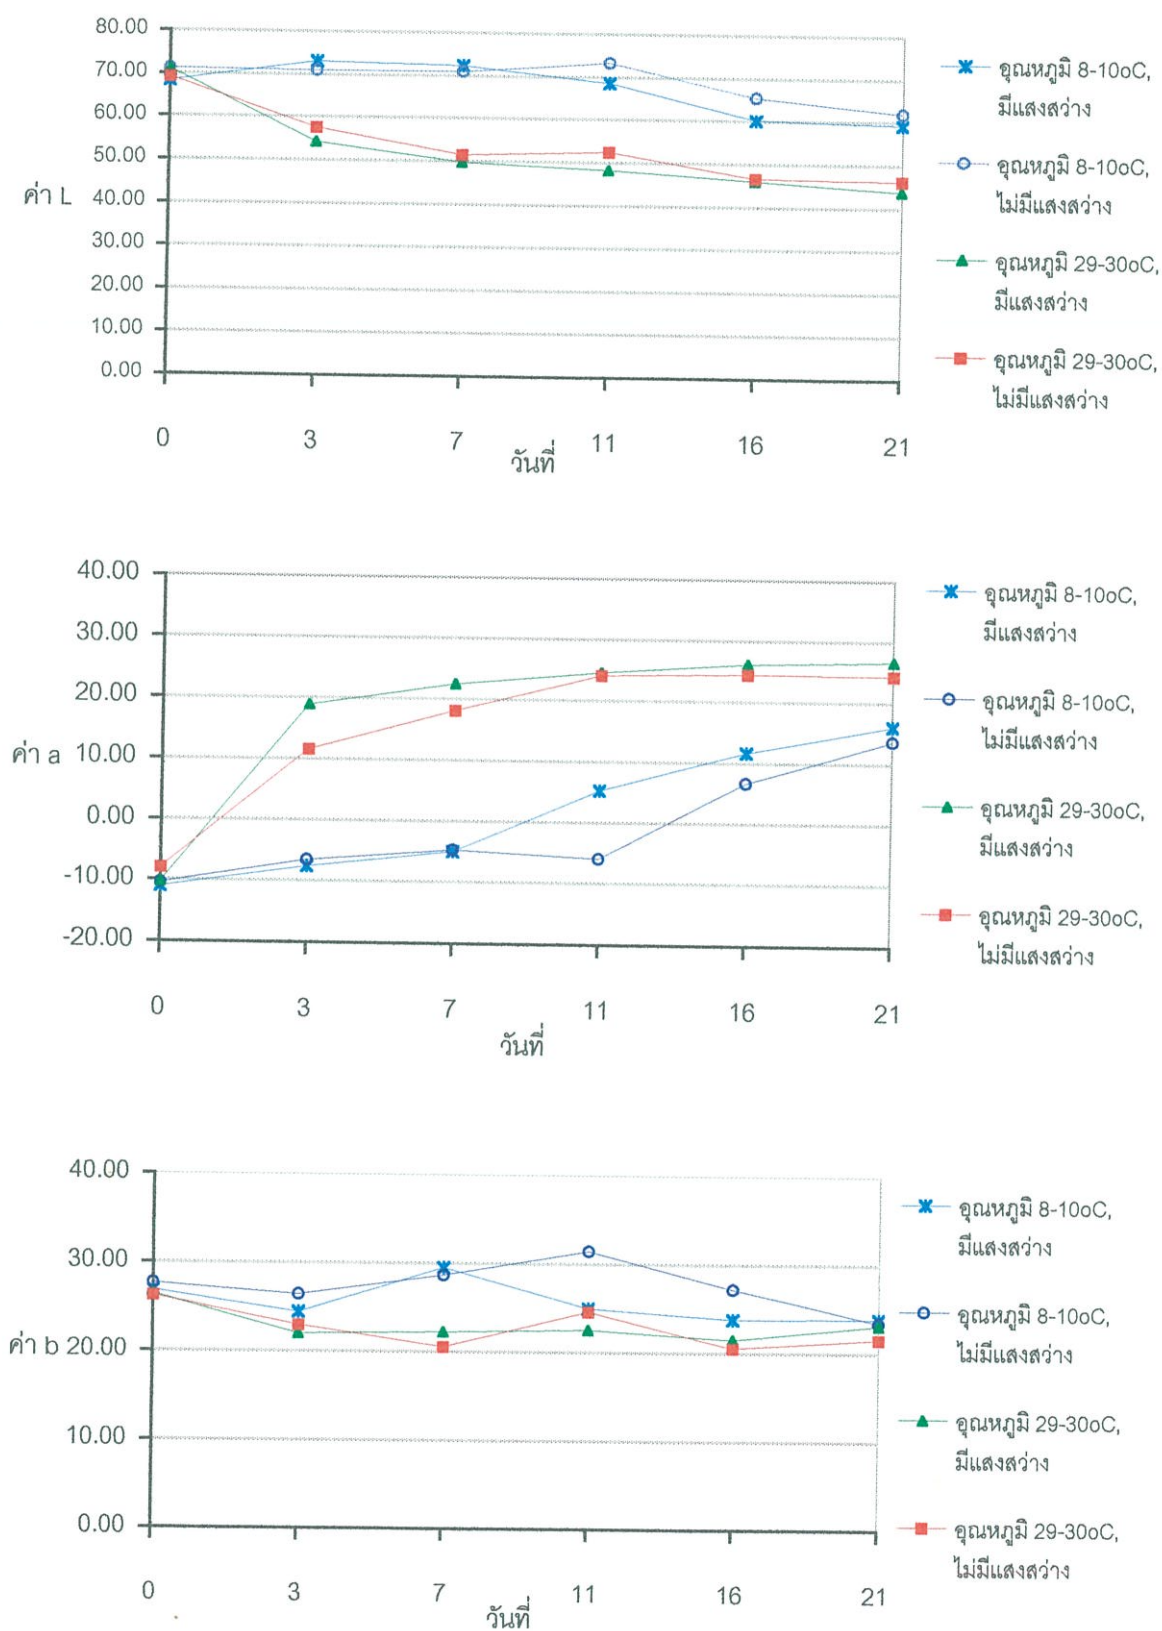 80.00
70.00
60.00
50.00
40.00
30.00
20.00
10.00
0.00
ค่า L
0 3 7 11 16 21
วันที่
อุณหภูมิ 8-10oC,
มีแสงสว่าง
อุณหภูมิ 8-10oC,
ไม่มีแสงสว่าง
อุณหภูมิ 29-30oC,
มีแสงสว่าง
อุณหภูมิ 29-30oC,
ไม่มีแสงสว่าง
40.00
30.00
20.00
10.00
0.00
-10.00
-20.00
ค่า a
0 3 7 11 16 21
วันที่
อุณหภูมิ 8-10oC,
มีแสงสว่าง
อุณหภูมิ 8-10oC,
ไม่มีแสงสว่าง
อุณหภูมิ 29-30oC,
มีแสงสว่าง
อุณหภูมิ 29-30oC,
ไม่มีแสงสว่าง
40.00
30.00
20.00
10.00
0.00
ค่า b
0 3 7 11 16 21
วันที่
อุณหภูมิ 8-10oC,
มีแสงสว่าง
อุณหภูมิ 8-10oC,
ไม่มีแสงสว่าง
อุณหภูมิ 29-30oC,
มีแสงสว่าง
อุณหภูมิ 29-30oC,
ไม่มีแสงสว่าง